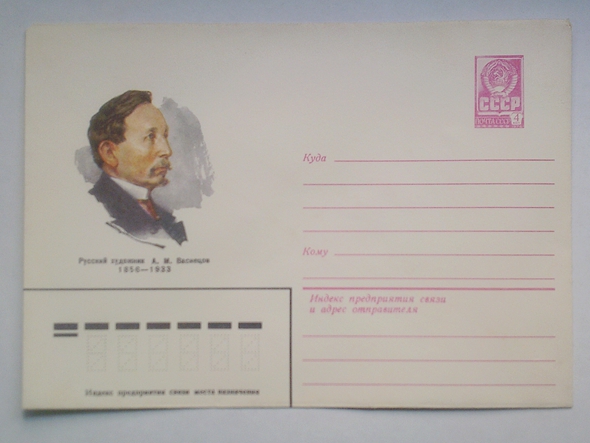 СССР
4
ПОЧТА СССР
Куда
Русский художник А. М. Васнецов
1856—1933
Кому
Индекс предприятия связи
и адрес отправителя
Индекс предприятия связи места назначения